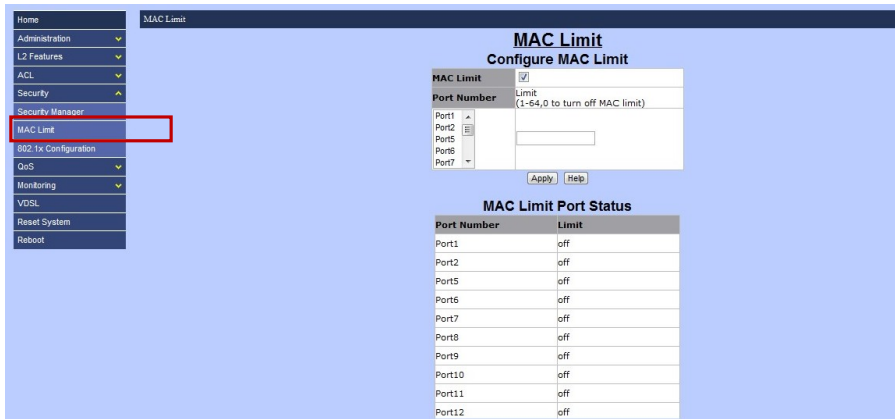 Home
Administration
L2 Features
ACL
Security
Security Manager
MAC Limit
802.1x Configuration
QoS
Monitoring
VDSL
Reset System
Reboot
MAC Limit
MAC Limit
Configure MAC Limit
MAC Limit
Port Number Limit
(1-64,0 to turn off MAC limit)
Port1
Port2
Port5
Port6
Port7
Apply Help
MAC Limit Port Status
Port Number Limit
Port1 off
Port2 off
Port5 off
Port6 off
Port7 off
Port8 off
Port9 off
Port10 off
Port11 off
Port12 off